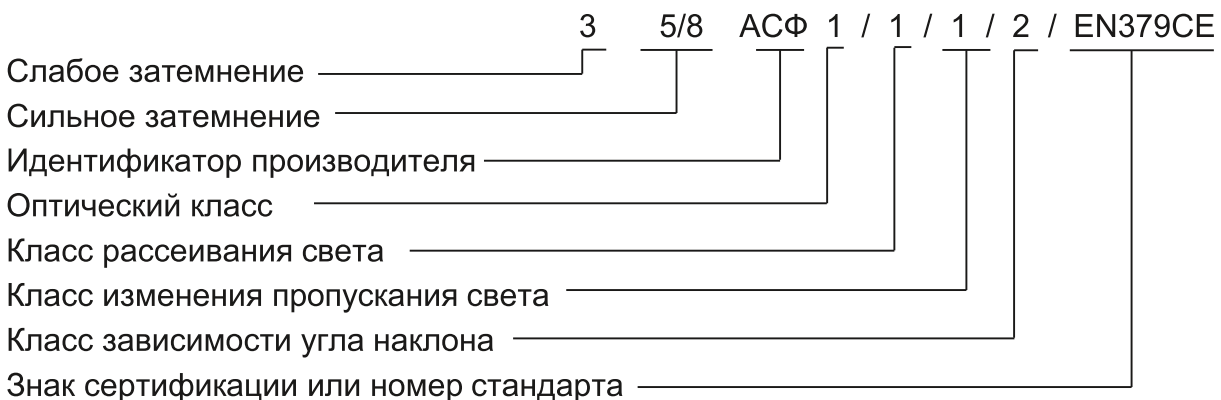 3 5/8 АСФ 1 / 1 / 1 / 2 / EN379CE
Слабое затемнение
Сильное затемнение
Идентификатор производителя
Оптический класс
Класс рассеивания света
Класс изменения пропускания света
Класс зависимости угла наклона
Знак сертификации или номер стандарта